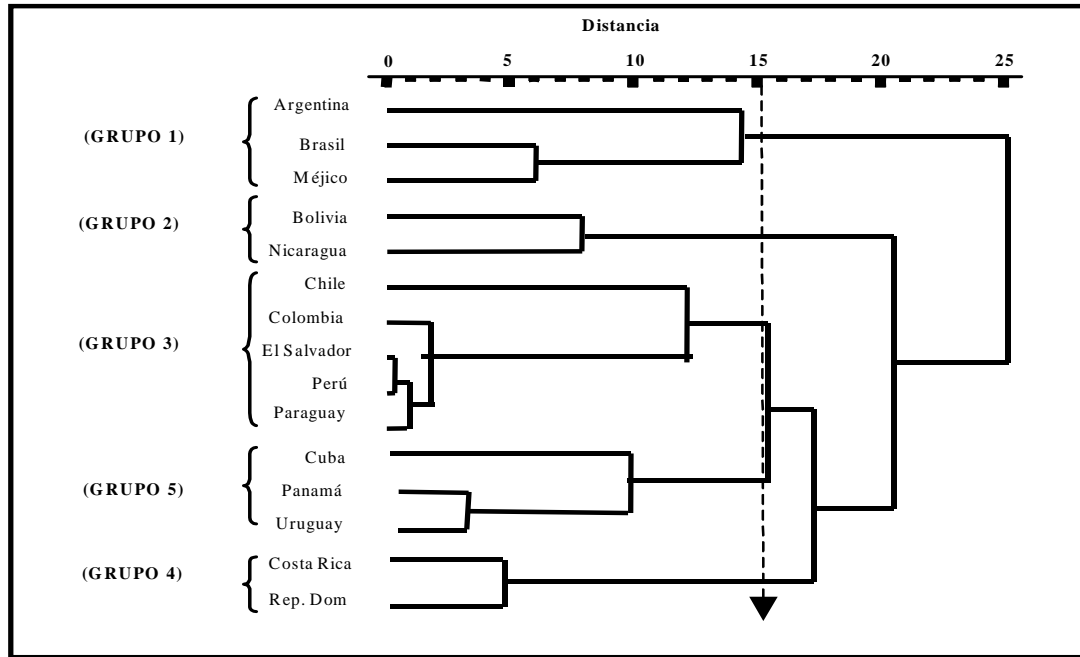 Distancia
0 5 10 15 20 25
Argentina
(GRUPO 1)
Brasil
Méjico
Bolivia
(GRUPO 2)
Nicaragua
Chile
Colombia
(GRUPO 3)
El Salvador
Perú
Paraguay
Cuba
(GRUPO 5)
Panamá
Uruguay
Costa Rica
(GRUPO 4)
Rep. Dom